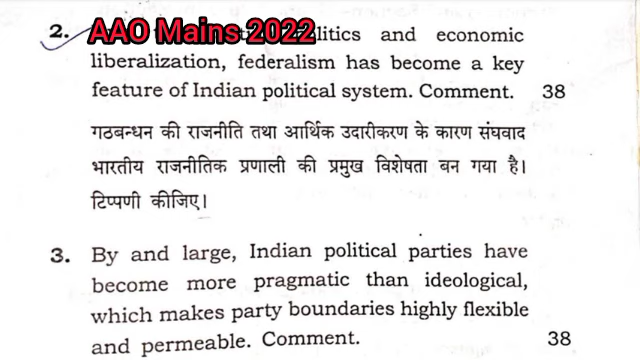 2. AAO Mains 2022 litics and economic
liberalization, federalism has become a key
feature of Indian political system. Comment. 38
गठबन्धन की राजनीति तथा आर्थिक उदारीकरण के कारण संघवाद
भारतीय राजनीतिक प्रणाली की प्रमुख विशेषता बन गया है।
टिप्पणी कीजिए।
3. By and large, Indian political parties have
become more pragmatic than ideological,
which makes party boundaries highly flexible
and permeable. Comment. 38